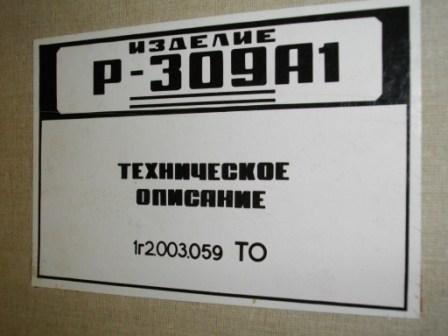 ИЗДЕЛИЕ
Р-309А1
ТЕХНИЧЕСКОЕ
ОПИСАНИЕ
1г2.003.059 ТО